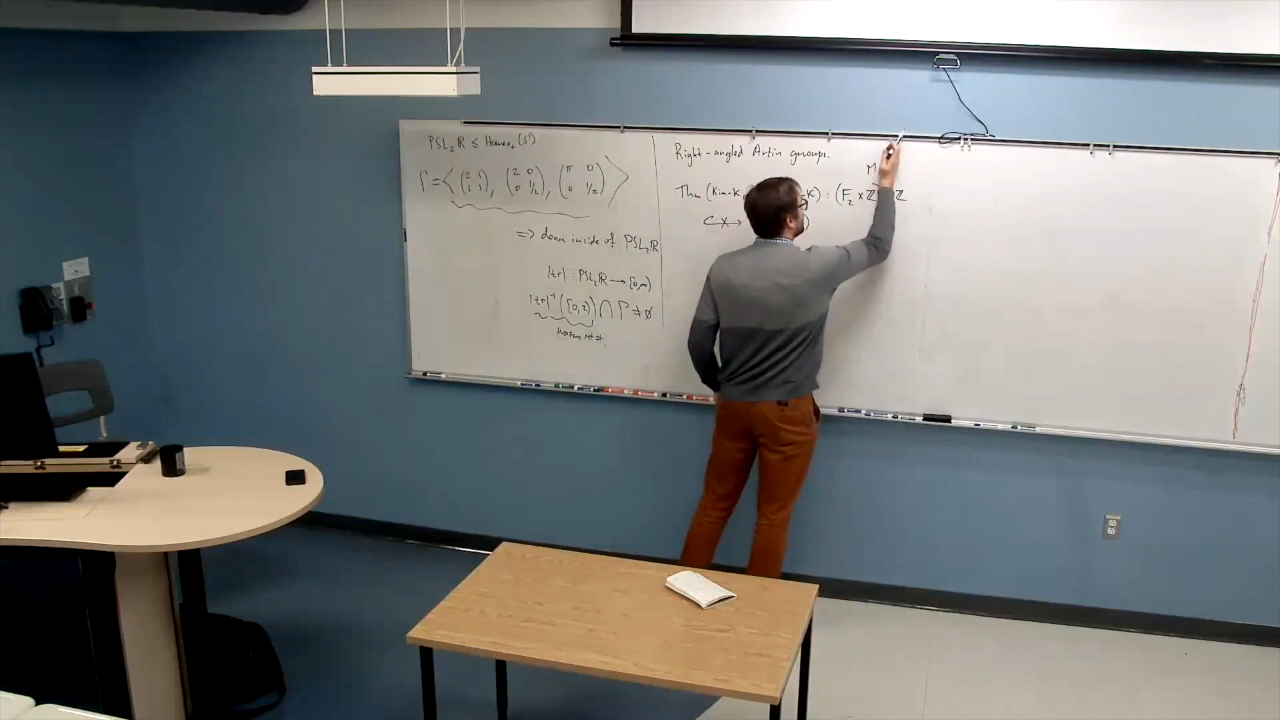 PSL₂ℝ ≤ Homeo₊(S¹)
Γ = ⟨ (2 1; 1 1), (2 0; 0 1/2), (π 0; 0 1/π) ⟩
⇒ down inside of PSL₂ℝ
|tr| : PSL₂ℝ → [0,∞)
|tr|⁻¹([0,2)) ∩ Γ ≠ ∅
Right-angled Artin groups.
Thm (Kim-K) : (F₂ × ℤ) ℤ